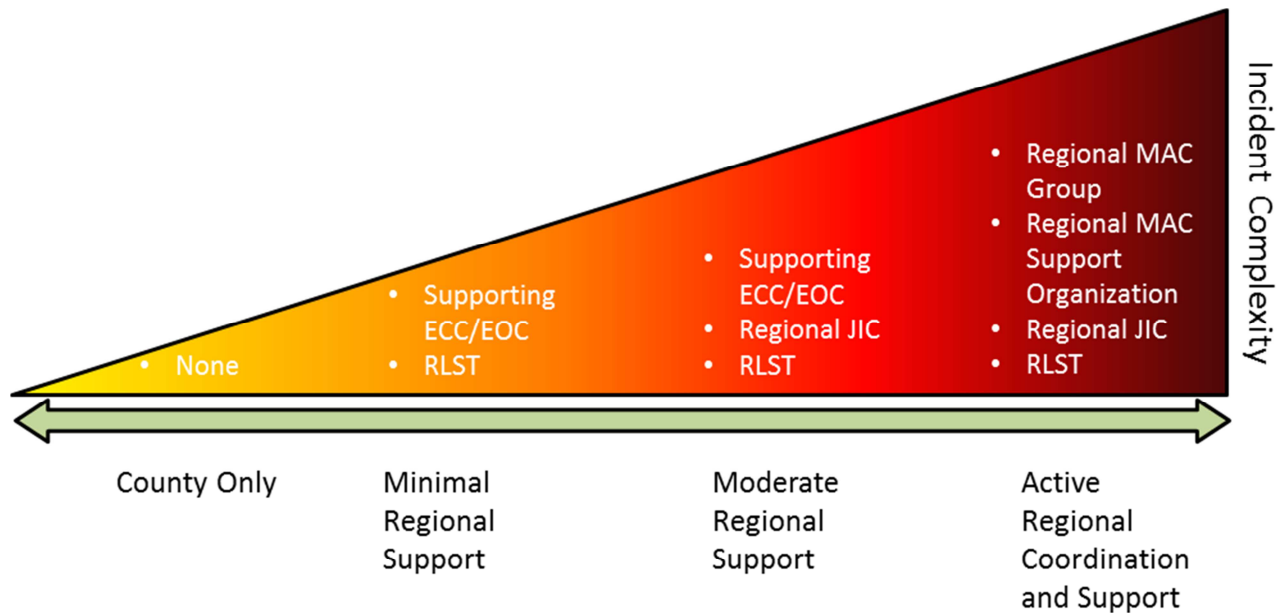 • None
• Supporting
ECC/EOC
• RLST
• Supporting
ECC/EOC
• Regional JIC
• RLST
• Regional MAC
Group
• Regional MAC
Support
Organization
• Regional JIC
• RLST
Incident Complexity
County Only
Minimal
Regional
Support
Moderate
Regional
Support
Active
Regional
Coordination
and Support